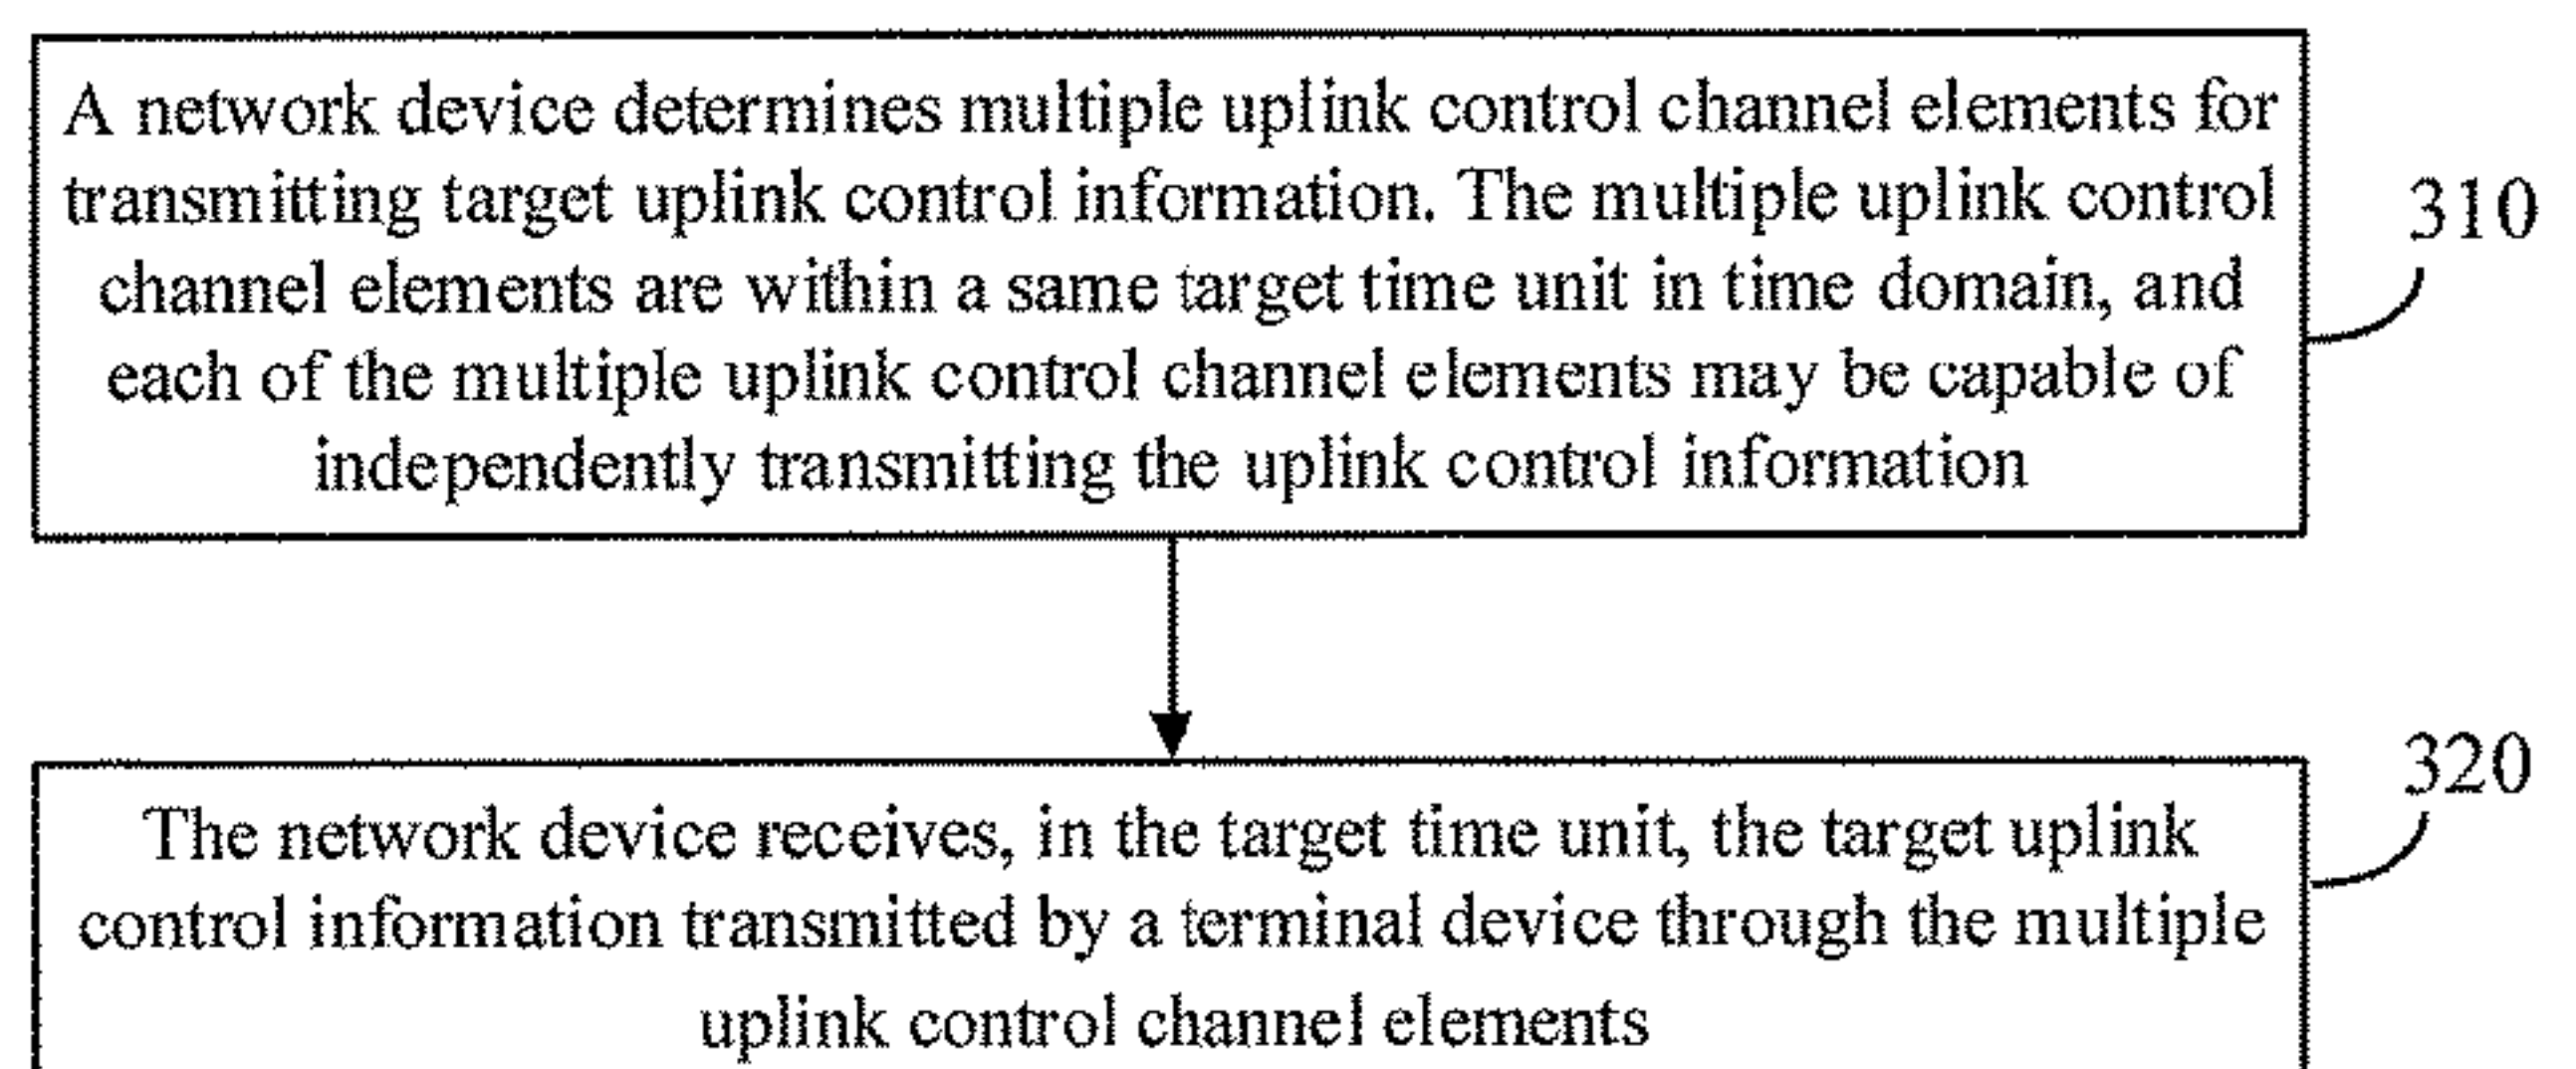 A network device determines multiple uplink control channel elements for
transmitting target uplink control information. The multiple uplink control
channel elements are within a same target time unit in time domain, and
each of the multiple uplink control channel elements may be capable of
independently transmitting the uplink control information
310
320
The network device receives, in the target time unit, the target uplink
control information transmitted by a terminal device through the multiple
uplink control channel elements